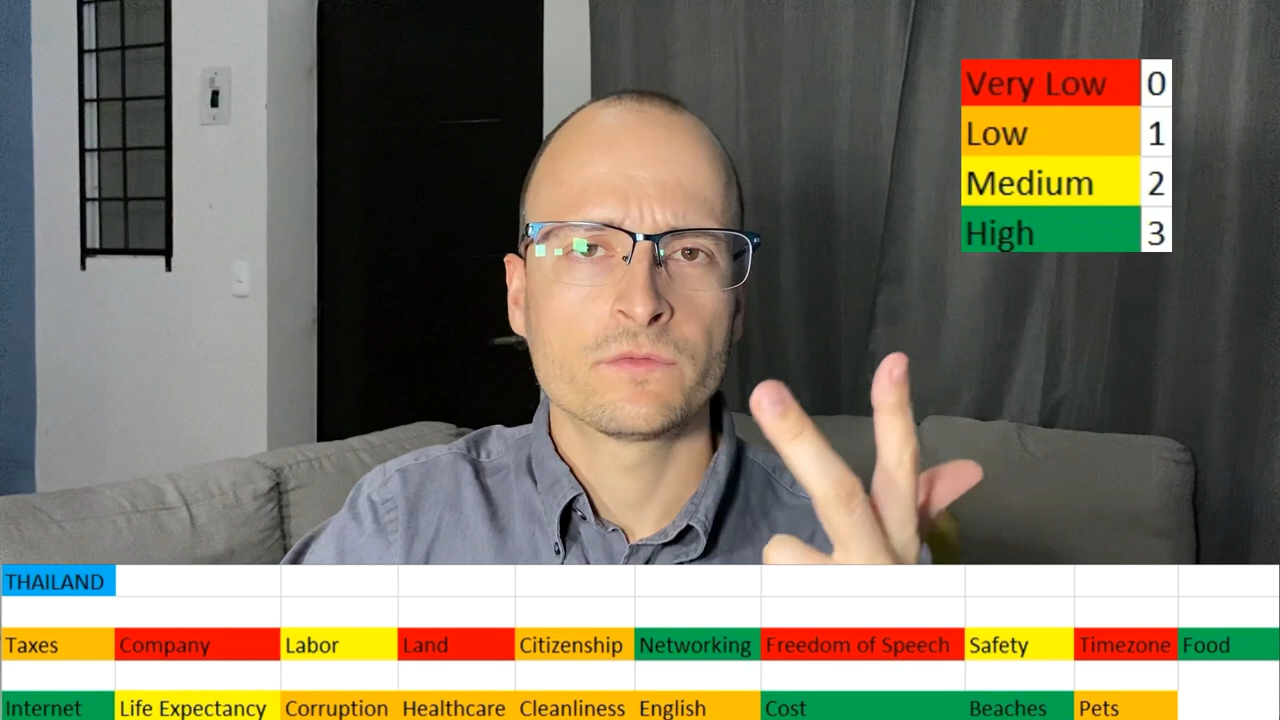 Very Low 0
Low 1
Medium 2
High 3
THAILAND
Taxes Company Labor Land Citizenship Networking Freedom of Speech Safety Timezone Food
Internet Life Expectancy Corruption Healthcare Cleanliness English Cost Beaches Pets